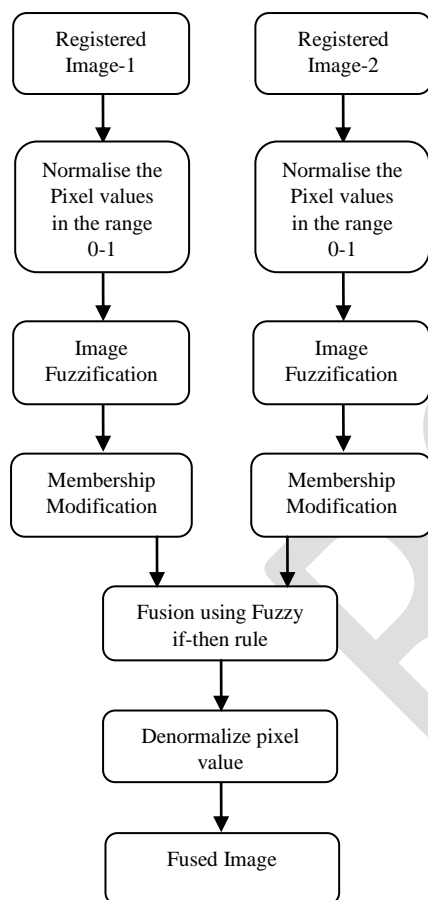 Registered
Image-1
Registered
Image-2
Normalise the
Pixel values
in the range
0-1
Normalise the
Pixel values
in the range
0-1
Image
Fuzzification
Image
Fuzzification
Membership
Modification
Membership
Modification
Fusion using Fuzzy
if-then rule
Denormalize pixel
value
Fused Image